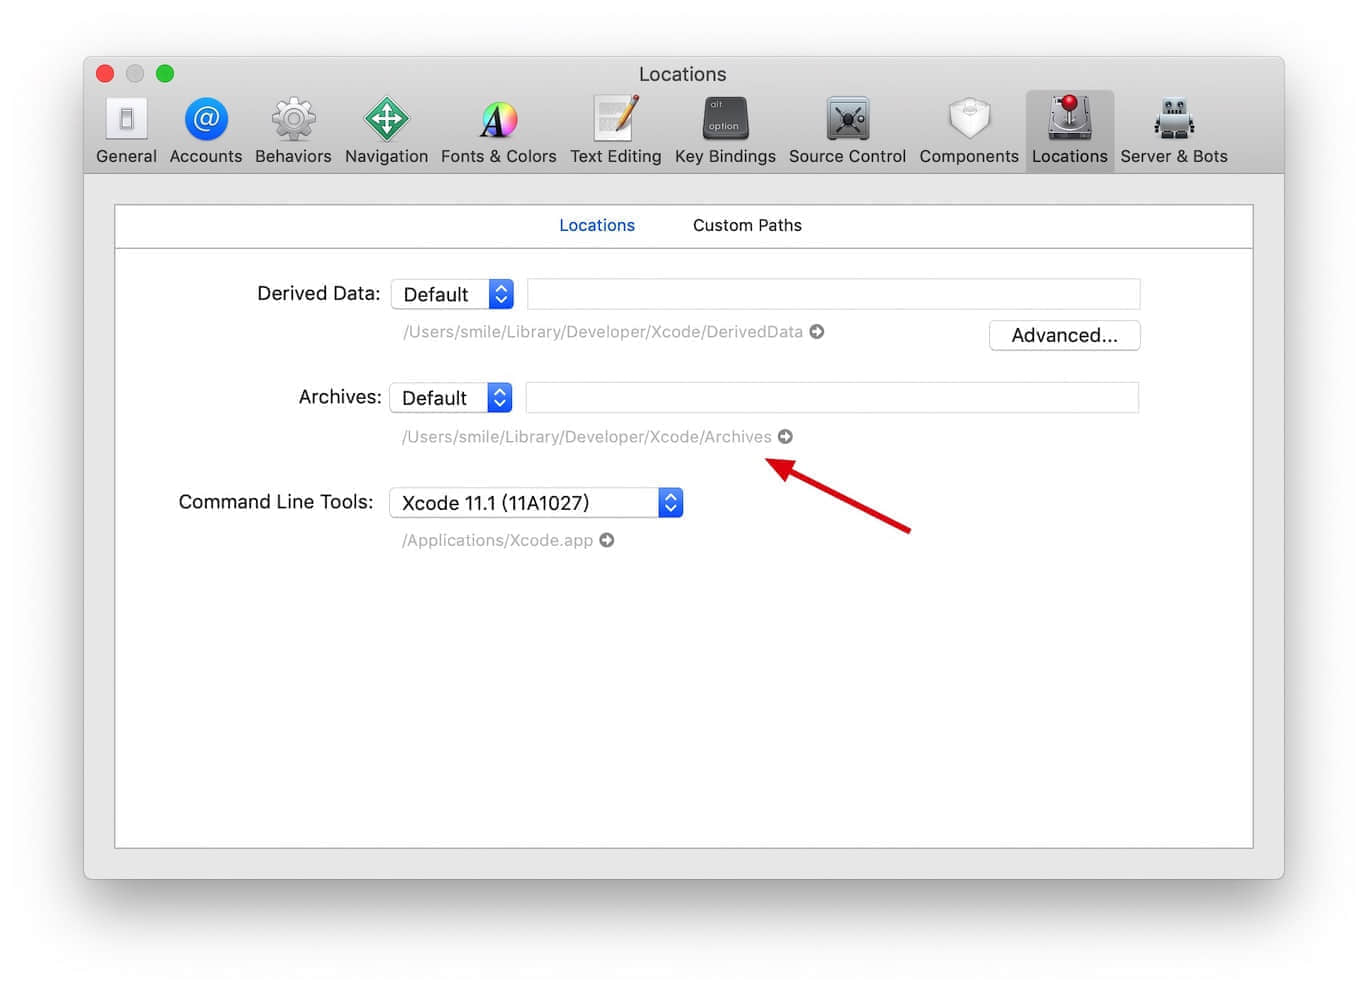 Locations
General Accounts Behaviors Navigation Fonts & Colors Text Editing Key Bindings Source Control Components Locations Server & Bots
@
A
alt
option
Locations Custom Paths
Derived Data: Default
/Users/smile/Library/Developer/Xcode/DerivedData
Advanced...
Archives: Default
/Users/smile/Library/Developer/Xcode/Archives
Command Line Tools: Xcode 11.1 (11A1027)
/Applications/Xcode.app